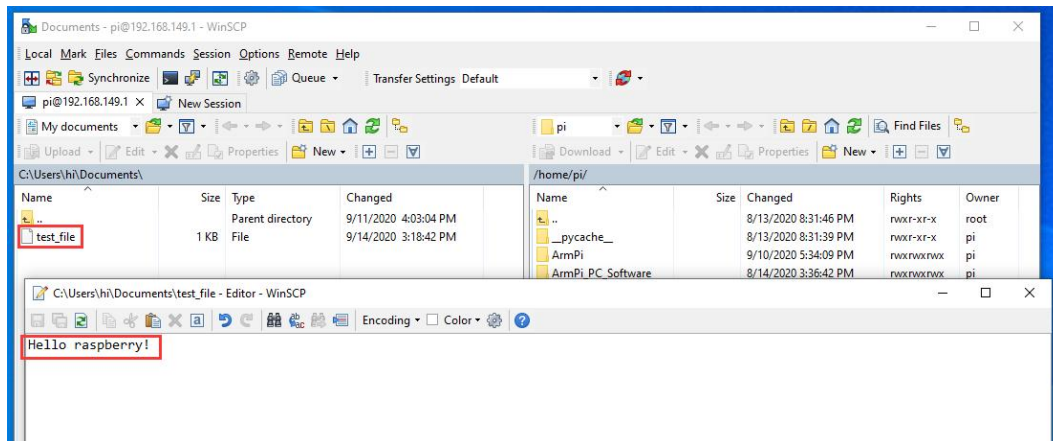 Documents - pi@192.168.149.1 - WinSCP
Local Mark Files Commands Session Options Remote Help
Synchronize Queue Transfer Settings Default
pi@192.168.149.1 New Session
My documents pi Find Files
Upload Edit Properties New Download Edit Properties New
C:\Users\hi\Documents\ /home/pi/
Name Size Type Changed Name Size Changed Rights Owner
.. Parent directory 9/11/2020 4:03:04 PM .. 8/13/2020 8:31:46 PM rwxr-xr-x root
test_file 1 KB File 9/14/2020 3:18:42 PM __pycache__ 8/13/2020 8:31:39 PM rwxr-xr-x pi
ArmPi 9/10/2020 5:34:09 PM rwxrwxrwx pi
ArmPi_PC_Software 8/14/2020 3:36:42 PM rwxrwxrwx pi
C:\Users\hi\Documents\test_file - Editor - WinSCP
Encoding Color
Hello raspberry!